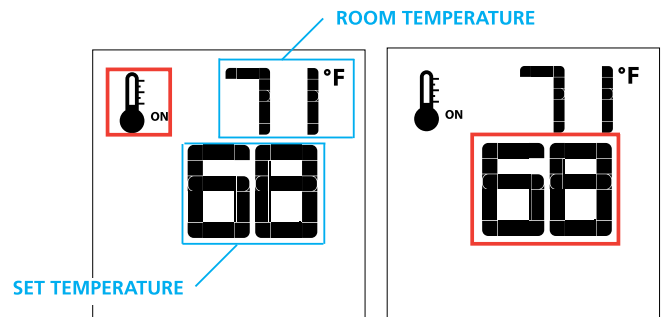 ROOM TEMPERATURE
71°F
ON
68
71°F
ON
68
SET TEMPERATURE